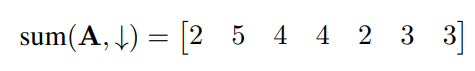 sum(A, ↓) = [2 5 4 4 2 3 3]